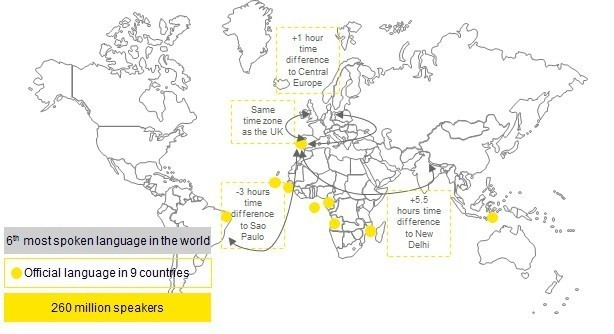 +1 hour
time
difference
to Central
Europe
Same
time zone
as the UK
-3 hours
time
difference
to Sao
Paulo
+5.5
hours time
difference
to New
Delhi
6th most spoken language in the world
Official language in 9 countries
260 million speakers